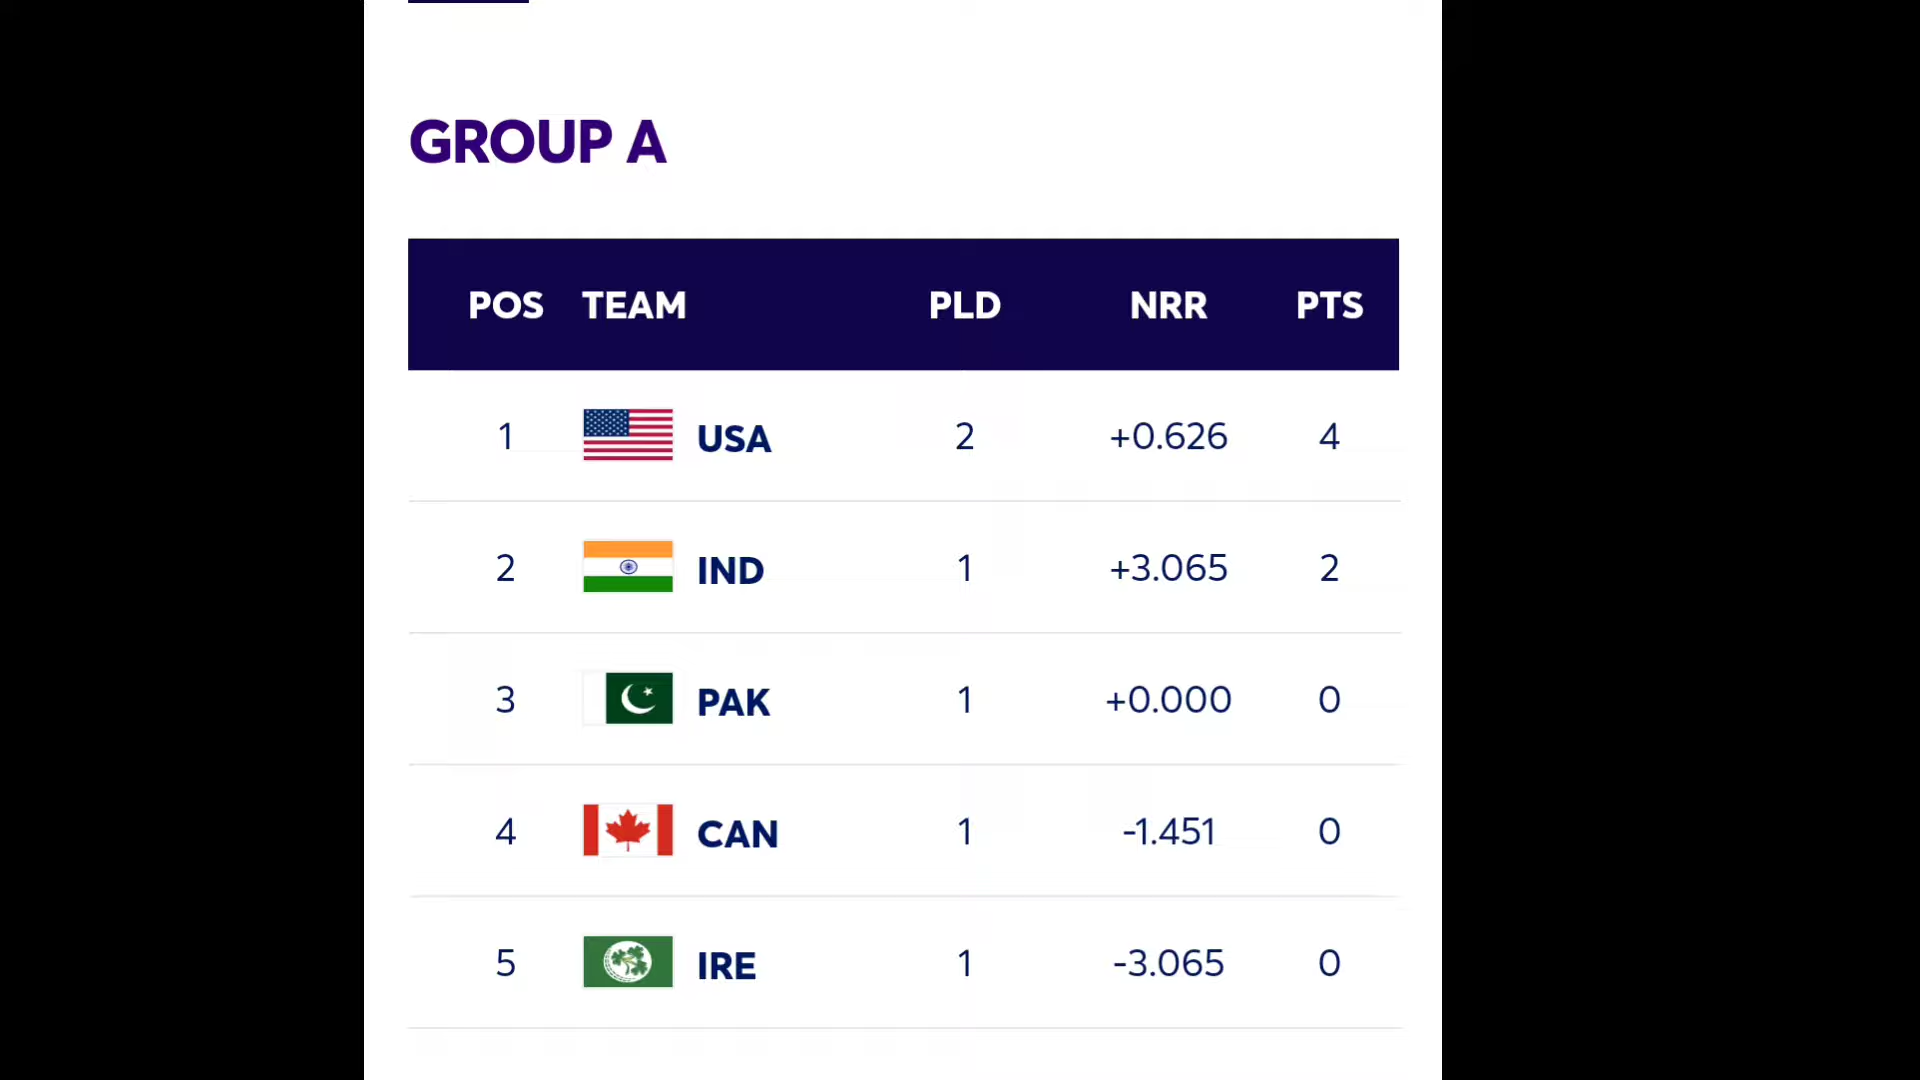 GROUP A
POS TEAM PLD NRR PTS
1 USA 2 +0.626 4
2 IND 1 +3.065 2
3 PAK 1 +0.000 0
4 CAN 1 -1.451 0
5 IRE 1 -3.065 0